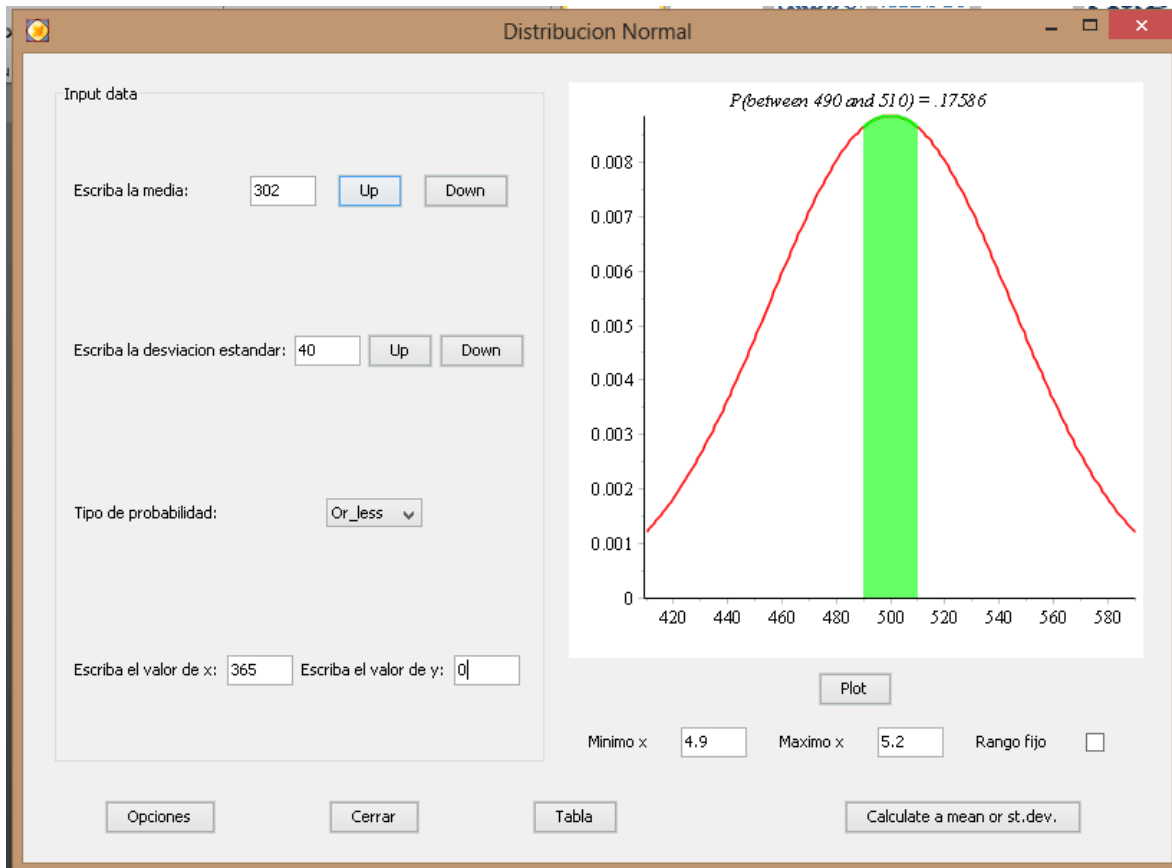 Distribucion Normal
Input data
Escriba la media: 302 Up Down
Escriba la desviacion estandar: 40 Up Down
Tipo de probabilidad: Or_less
Escriba el valor de x: 365 Escriba el valor de y: 0
P(between 490 and 510) = .17586
0.008
0.007
0.006
0.005
0.004
0.003
0.002
0.001
0
420 440 460 480 500 520 540 560 580
Plot
Minimo x 4.9 Maximo x 5.2 Rango fijo
Opciones Cerrar Tabla Calculate a mean or st.dev.